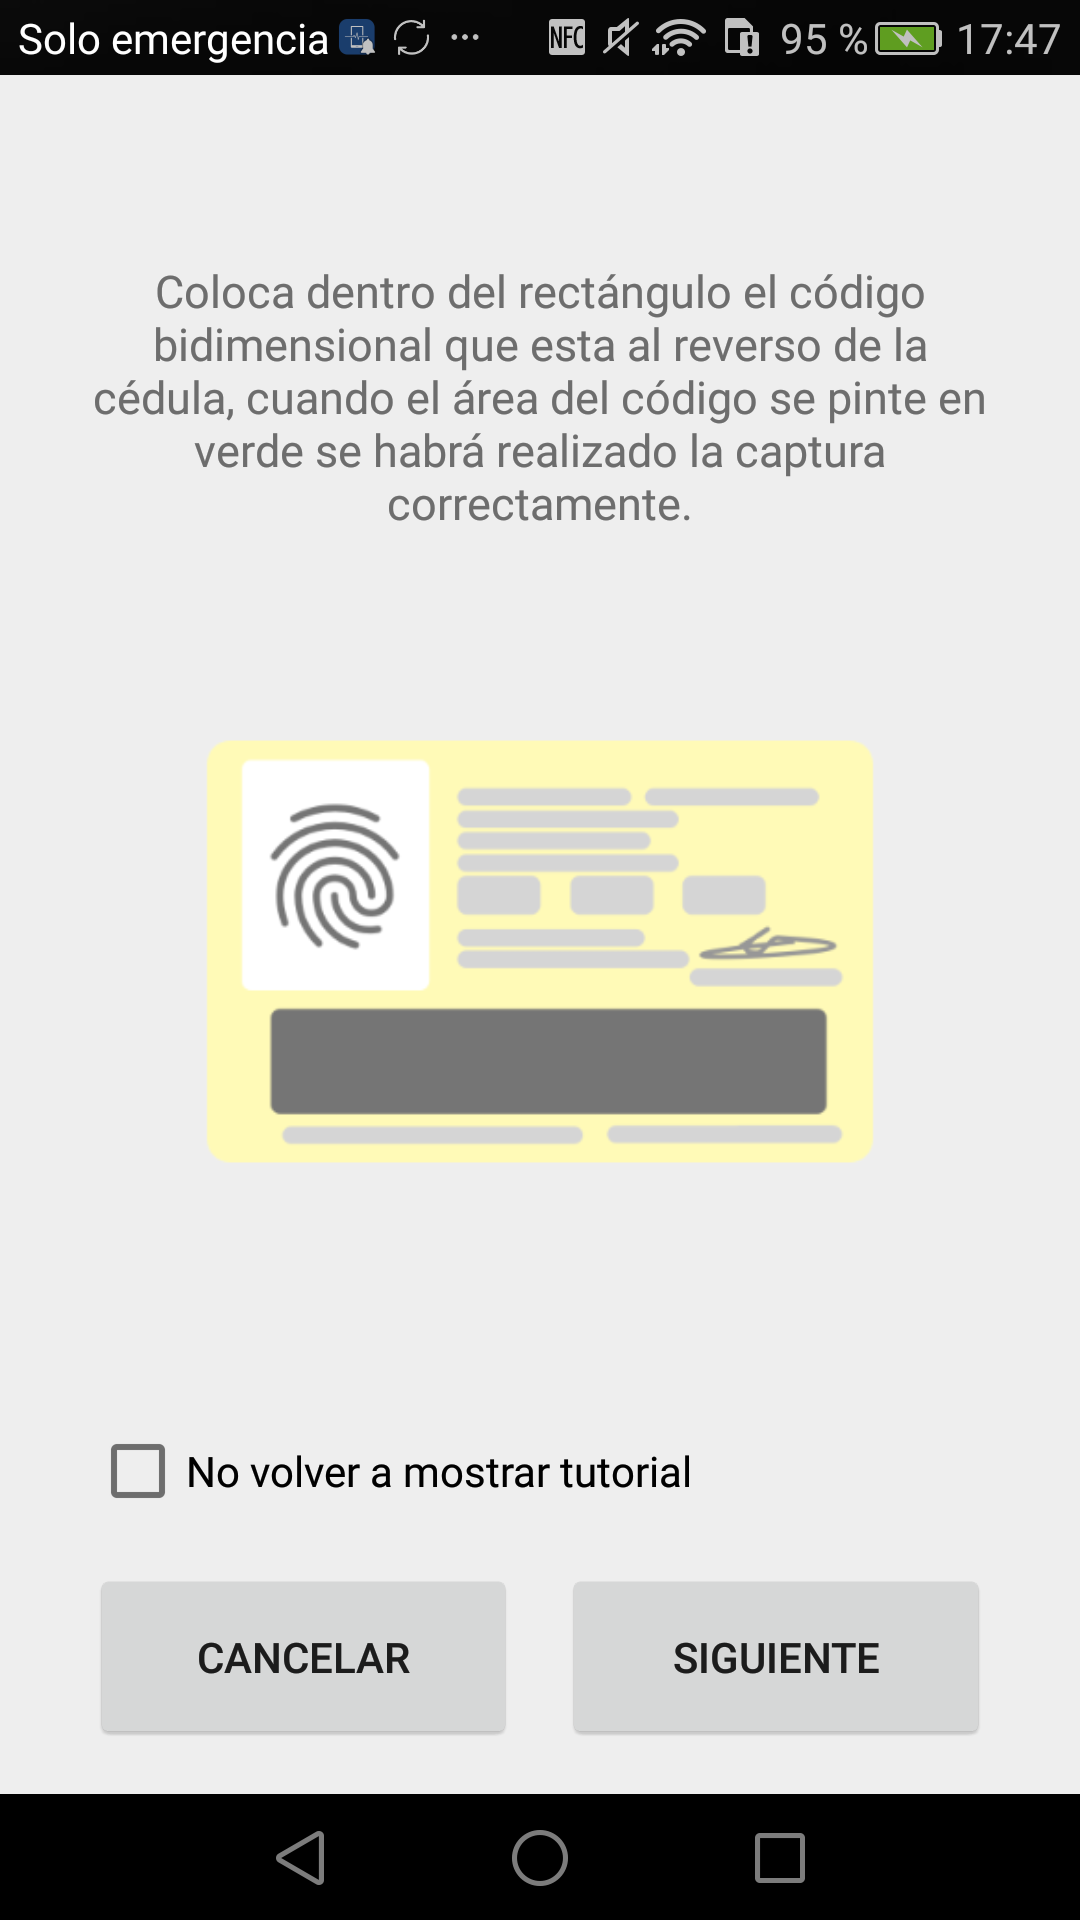 Solo emergencia NFC 95 % 17:47
Coloca dentro del rectángulo el código
bidimensional que esta al reverso de la
cédula, cuando el área del código se pinte en
verde se habrá realizado la captura
correctamente.
No volver a mostrar tutorial
CANCELAR SIGUIENTE